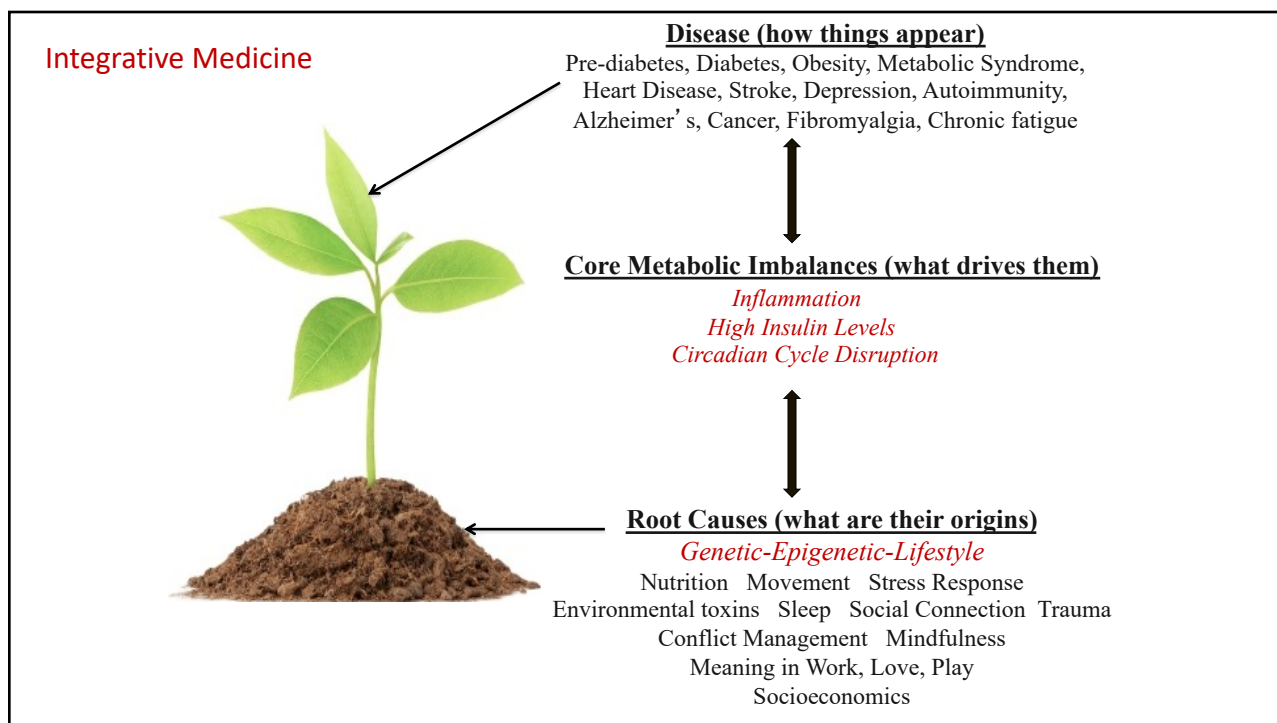 Integrative Medicine
Disease (how things appear)
Pre-diabetes, Diabetes, Obesity, Metabolic Syndrome,
Heart Disease, Stroke, Depression, Autoimmunity,
Alzheimer’s, Cancer, Fibromyalgia, Chronic fatigue
Core Metabolic Imbalances (what drives them)
Inflammation
High Insulin Levels
Circadian Cycle Disruption
Root Causes (what are their origins)
Genetic-Epigenetic-Lifestyle
Nutrition Movement Stress Response
Environmental toxins Sleep Social Connection Trauma
Conflict Management Mindfulness
Meaning in Work, Love, Play
Socioeconomics